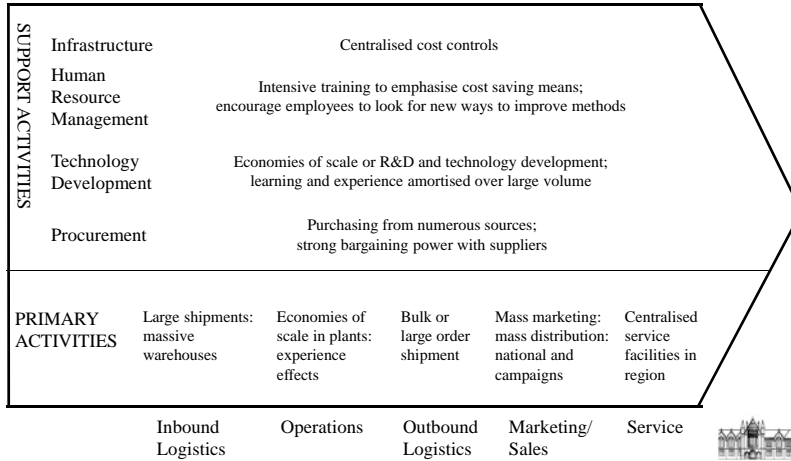 SUPPORT ACTIVITIES
Infrastructure
Centralised cost controls
Human
Resource
Management
Intensive training to emphasise cost saving means;
encourage employees to look for new ways to improve methods
Technology
Development
Economies of scale or R&D and technology development;
learning and experience amortised over large volume
Procurement
Purchasing from numerous sources;
strong bargaining power with suppliers
PRIMARY
ACTIVITIES
Large shipments:
massive
warehouses
Economies of
scale in plants:
experience
effects
Bulk or
large order
shipment
Mass marketing:
mass distribution:
national and
campaigns
Centralised
service
facilities in
region
Inbound
Logistics
Operations
Outbound
Logistics
Marketing/
Sales
Service